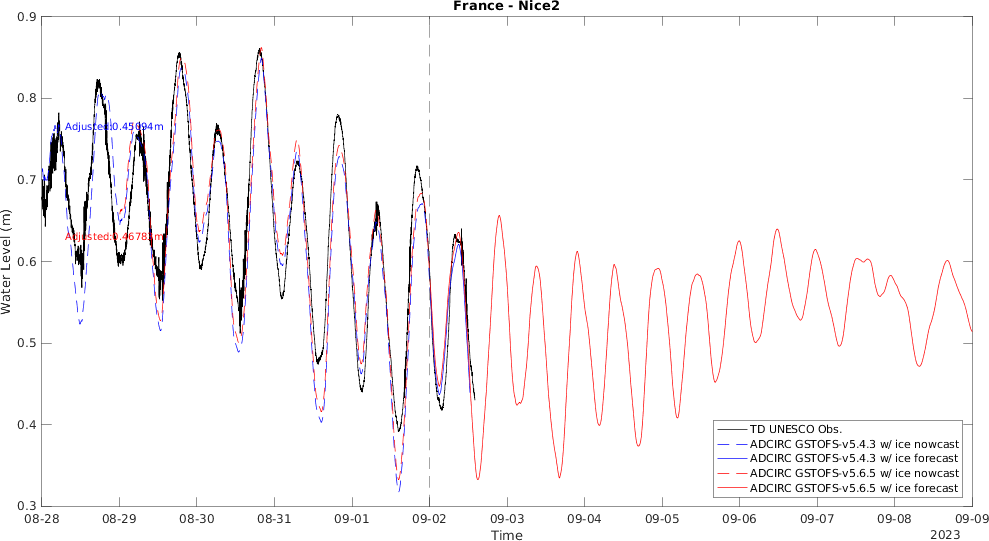 France - Nice2
0.9
0.8
0.7
0.6
0.5
0.4
0.3
Water Level (m)
Adjusted:0.45094m
Adjusted:0.46783m
TD UNESCO Obs.
ADCIRC GSTOFS-v5.4.3 w/ ice nowcast
ADCIRC GSTOFS-v5.4.3 w/ ice forecast
ADCIRC GSTOFS-v5.6.5 w/ ice nowcast
ADCIRC GSTOFS-v5.6.5 w/ ice forecast
08-28 08-29 08-30 08-31 09-01 09-02 09-03 09-04 09-05 09-06 09-07 09-08 09-09
Time
2023